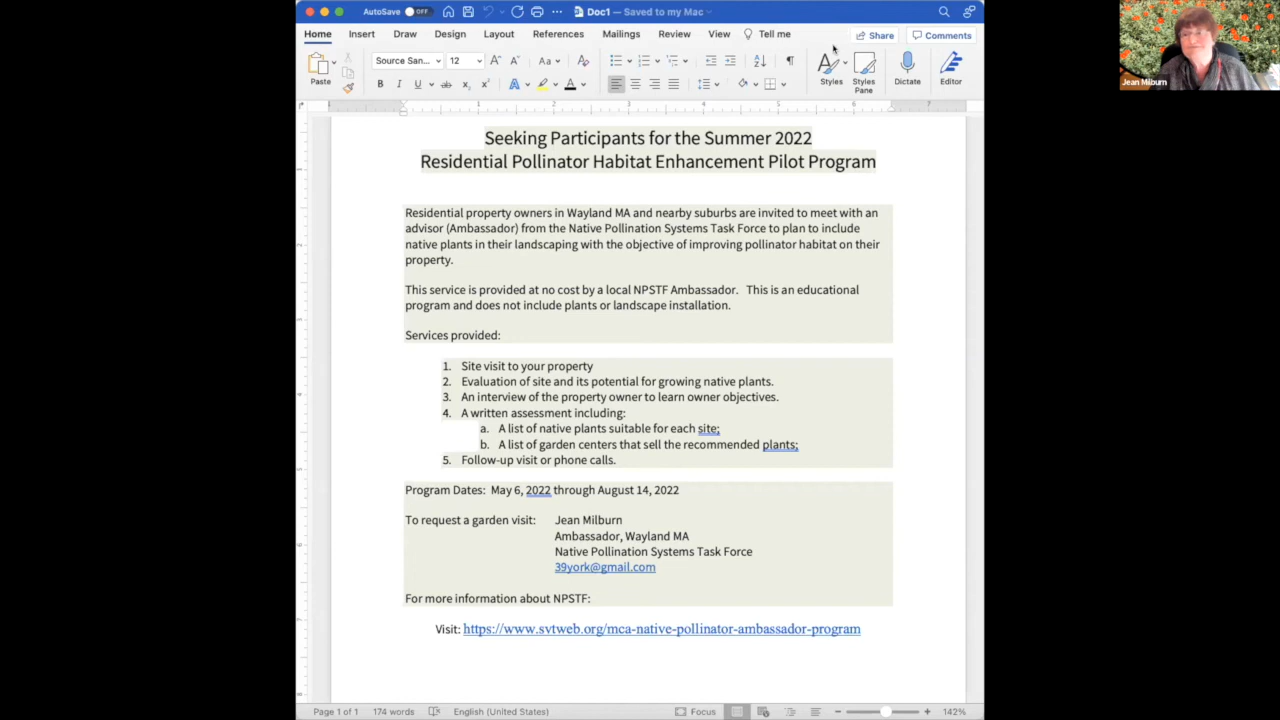 AutoSave OFF
Doc1 — Saved to my Mac
Home Insert Draw Design Layout References Mailings Review View Tell me Share Comments
Paste
Source San... 12
Styles
Styles Pane
Dictate
Editor
Seeking Participants for the Summer 2022
Residential Pollinator Habitat Enhancement Pilot Program
Residential property owners in Wayland MA and nearby suburbs are invited to meet with an
advisor (Ambassador) from the Native Pollination Systems Task Force to plan to include
native plants in their landscaping with the objective of improving pollinator habitat on their
property.
This service is provided at no cost by a local NPSTF Ambassador. This is an educational
program and does not include plants or landscape installation.
Services provided:
1. Site visit to your property
2. Evaluation of site and its potential for growing native plants.
3. An interview of the property owner to learn owner objectives.
4. A written assessment including:
a. A list of native plants suitable for each site;
b. A list of garden centers that sell the recommended plants;
5. Follow-up visit or phone calls.
Program Dates: May 6, 2022 through August 14, 2022
To request a garden visit: Jean Milburn
Ambassador, Wayland MA
Native Pollination Systems Task Force
39york@gmail.com
For more information about NPSTF:
Visit: https://www.svtweb.org/mca-native-pollinator-ambassador-program
Page 1 of 1 174 words English (United States) Focus 142%
Jean Milburn